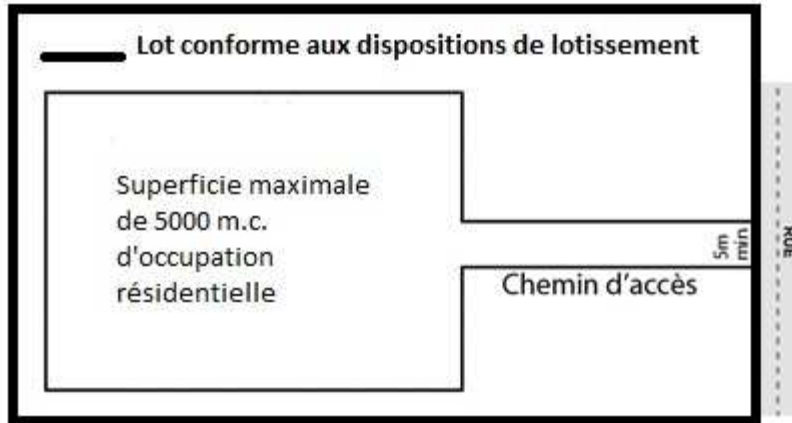 Lot conforme aux dispositions de lotissement
Superficie maximale
de 5000 m.c.
d'occupation
résidentielle
5m
min
Chemin d'accès
RUE